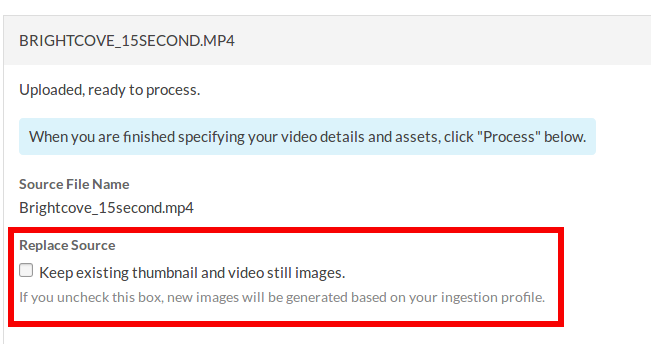 BRIGHTCOVE_15SECOND.MP4
Uploaded, ready to process.
When you are finished specifying your video details and assets, click "Process" below.
Source File Name
Brightcove_15second.mp4
Replace Source
Keep existing thumbnail and video still images.
If you uncheck this box, new images will be generated based on your ingestion profile.